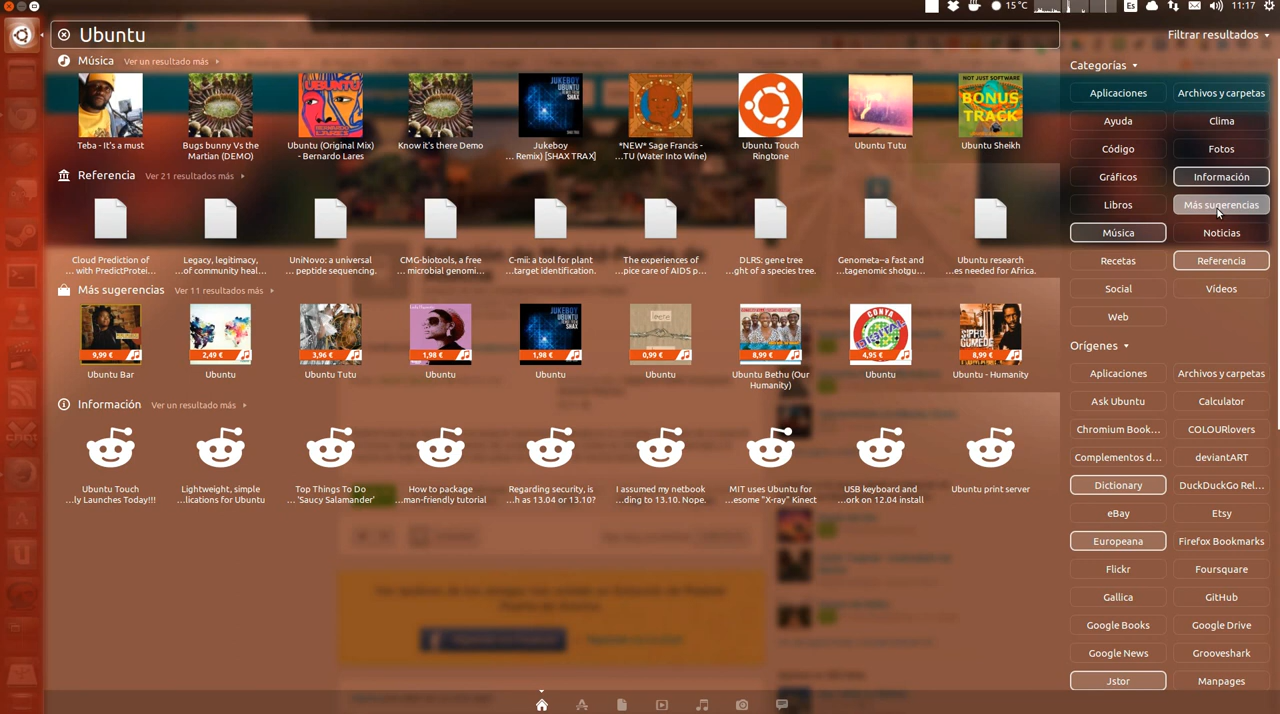 15 °C
Es
11:17
Ubuntu
Filtrar resultados
Música
Ver un resultado más
Teba - It's a must
Bugs bunny Vs the
Martian (DEMO)
Ubuntu (Original Mix)
- Bernardo Lares
Know it's there Demo
Jukeboy
... Remix) [SHAX TRAX]
*NEW* Sage Francis -
...TU (Water Into Wine)
Ubuntu Touch
Ringtone
Ubuntu Tutu
NOT JUST SOFTWARE
BONUS
TRACK
Ubuntu Sheikh
Referencia
Ver 21 resultados más
Cloud Prediction of
... with PredictProtei...
Legacy, legitimacy,
...of community heal...
UniNovo: a universal
... peptide sequencing.
CMG-biotools, a free
... microbial genomi...
C-mii: a tool for plant
...target identification.
The experiences of
...pice care of AIDS p...
DLRS: gene tree
...ght of a species tree.
Genometa--a fast and
...tagenomic shotgu...
Ubuntu research
...es needed for Africa.
Más sugerencias
Ver 11 resultados más
9,99 €
Ubuntu Bar
2,49 €
Ubuntu
3,96 €
Ubuntu Tutu
1,98 €
Ubuntu
JUKEBOY
UBUNTU
SHAX
1,98 €
Ubuntu
0,99 €
Ubuntu
8,99 €
Ubuntu Bethu (Our
Humanity)
4,95 €
Ubuntu
SIPHO
GUMEDE
8,99 €
Ubuntu - Humanity
Información
Ver un resultado más
Ubuntu Touch
...ly Launches Today!!!
Lightweight, simple
...lications for Ubuntu
Top Things To Do
... 'Saucy Salamander'
How to package
...man-friendly tutorial
Regarding security, is
...h as 13.04 or 13.10?
I assumed my netbook
...ding to 13.10. Nope.
MIT uses Ubuntu for
...esome "X-ray" Kinect
USB keyboard and
...ork on 12.04 install
Ubuntu print server
Categorías
Aplicaciones
Archivos y carpetas
Ayuda
Clima
Código
Fotos
Gráficos
Información
Libros
Más sugerencias
Música
Noticias
Recetas
Referencia
Social
Vídeos
Web
Orígenes
Aplicaciones
Archivos y carpetas
Ask Ubuntu
Calculator
Chromium Book...
COLOURlovers
Complementos d...
deviantART
Dictionary
DuckDuckGo Rel...
eBay
Etsy
Europeana
Firefox Bookmarks
Flickr
Foursquare
Gallica
GitHub
Google Books
Google Drive
Google News
Grooveshark
Jstor
Manpages